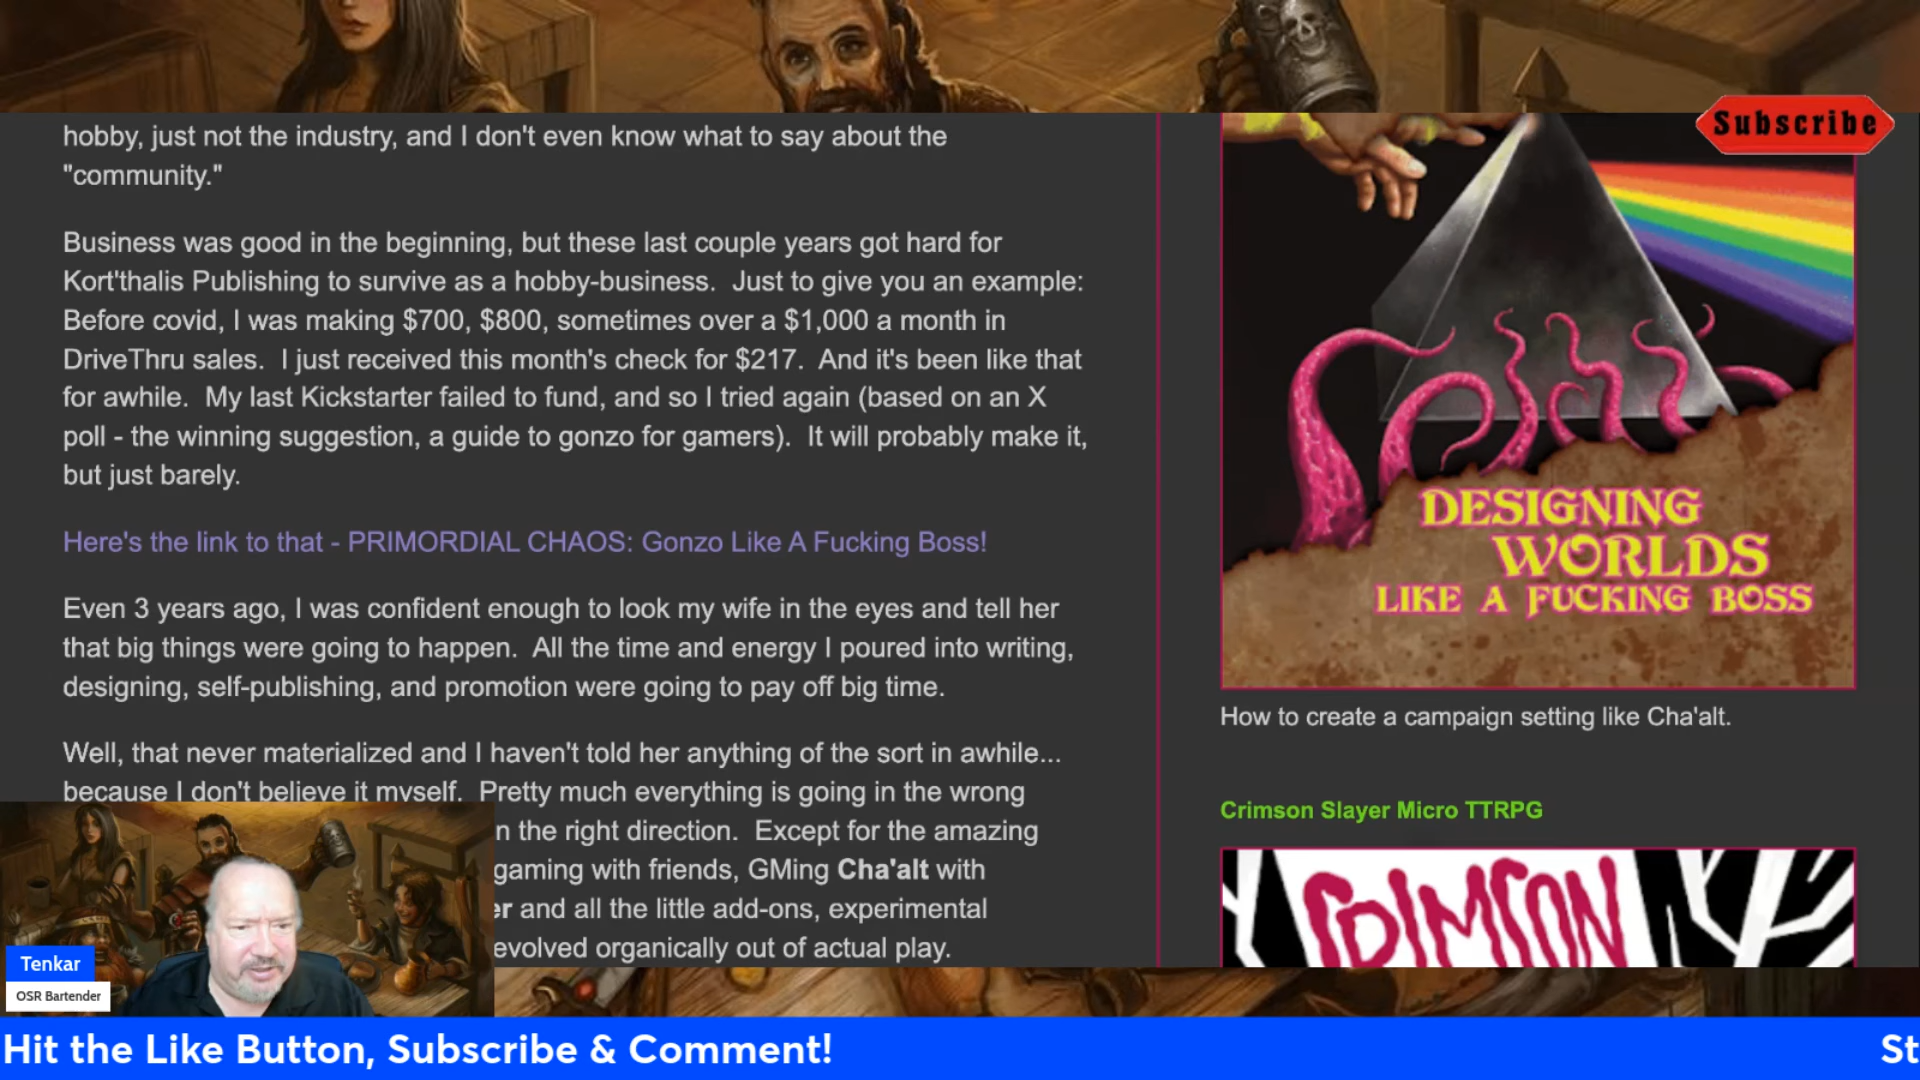 Subscribe
hobby, just not the industry, and I don't even know what to say about the
"community."
Business was good in the beginning, but these last couple years got hard for
Kort'thalis Publishing to survive as a hobby-business.  Just to give you an example:
Before covid, I was making $700, $800, sometimes over a $1,000 a month in
DriveThru sales.  I just received this month's check for $217.  And it's been like that
for awhile.  My last Kickstarter failed to fund, and so I tried again (based on an X
poll - the winning suggestion, a guide to gonzo for gamers).  It will probably make it,
but just barely.
Here's the link to that - PRIMORDIAL CHAOS: Gonzo Like A Fucking Boss!
Even 3 years ago, I was confident enough to look my wife in the eyes and tell her
that big things were going to happen.  All the time and energy I poured into writing,
designing, self-publishing, and promotion were going to pay off big time.
Well, that never materialized and I haven't told her anything of the sort in awhile...
because I don't believe it myself.  Pretty much everything is going in the wrong
n the right direction.  Except for the amazing
gaming with friends, GMing Cha'alt with
er and all the little add-ons, experimental
evolved organically out of actual play.
DESIGNING
WORLDS
LIKE A FUCKING BOSS
How to create a campaign setting like Cha'alt.
Crimson Slayer Micro TTRPG
CRIMSON
Tenkar
OSR Bartender
Hit the Like Button, Subscribe & Comment!
St